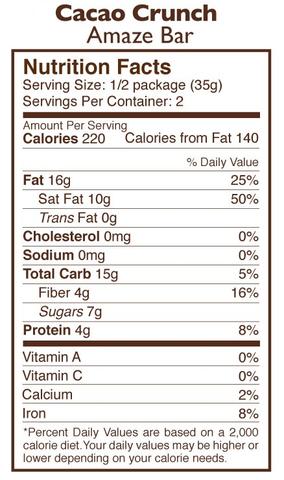 Cacao Crunch
Amaze Bar
Nutrition Facts
Serving Size: 1/2 package (35g)
Servings Per Container: 2
Amount Per Serving
Calories 220 Calories from Fat 140
% Daily Value
Fat 16g 25%
Sat Fat 10g 50%
Trans Fat 0g
Cholesterol 0mg 0%
Sodium 0mg 0%
Total Carb 15g 5%
Fiber 4g 16%
Sugars 7g
Protein 4g 8%
Vitamin A 0%
Vitamin C 0%
Calcium 2%
Iron 8%
*Percent Daily Values are based on a 2,000
calorie diet. Your daily values may be higher or
lower depending on your calorie needs.